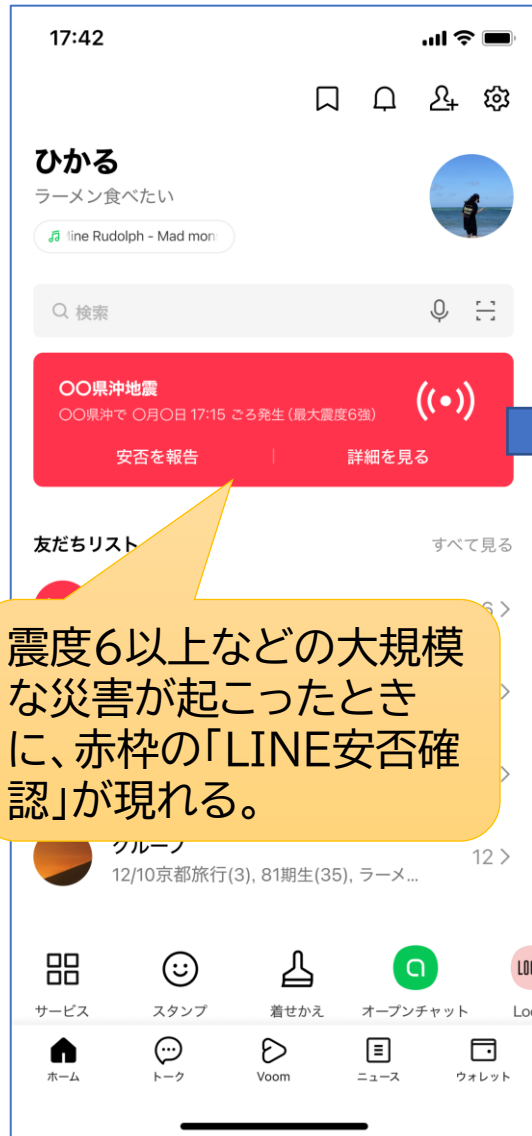 17:42
ひかる
ラーメン食べたい
line Rudolph - Mad mon
検索
〇〇県沖地震
〇〇県沖で 〇月〇日 17:15 ごろ発生(最大震度6強)
安否を報告
詳細を見る
友だちリスト
すべて見る
震度6以上などの大規模
な災害が起こったとき
に、赤枠の「LINE安否確
認」が現れる。
グループ
12/10京都旅行(3), 81期生(35), ラーメ...
12
サービス
スタンプ
着せかえ
オープンチャット
ホーム
トーク
Voom
ニュース
ウォレット